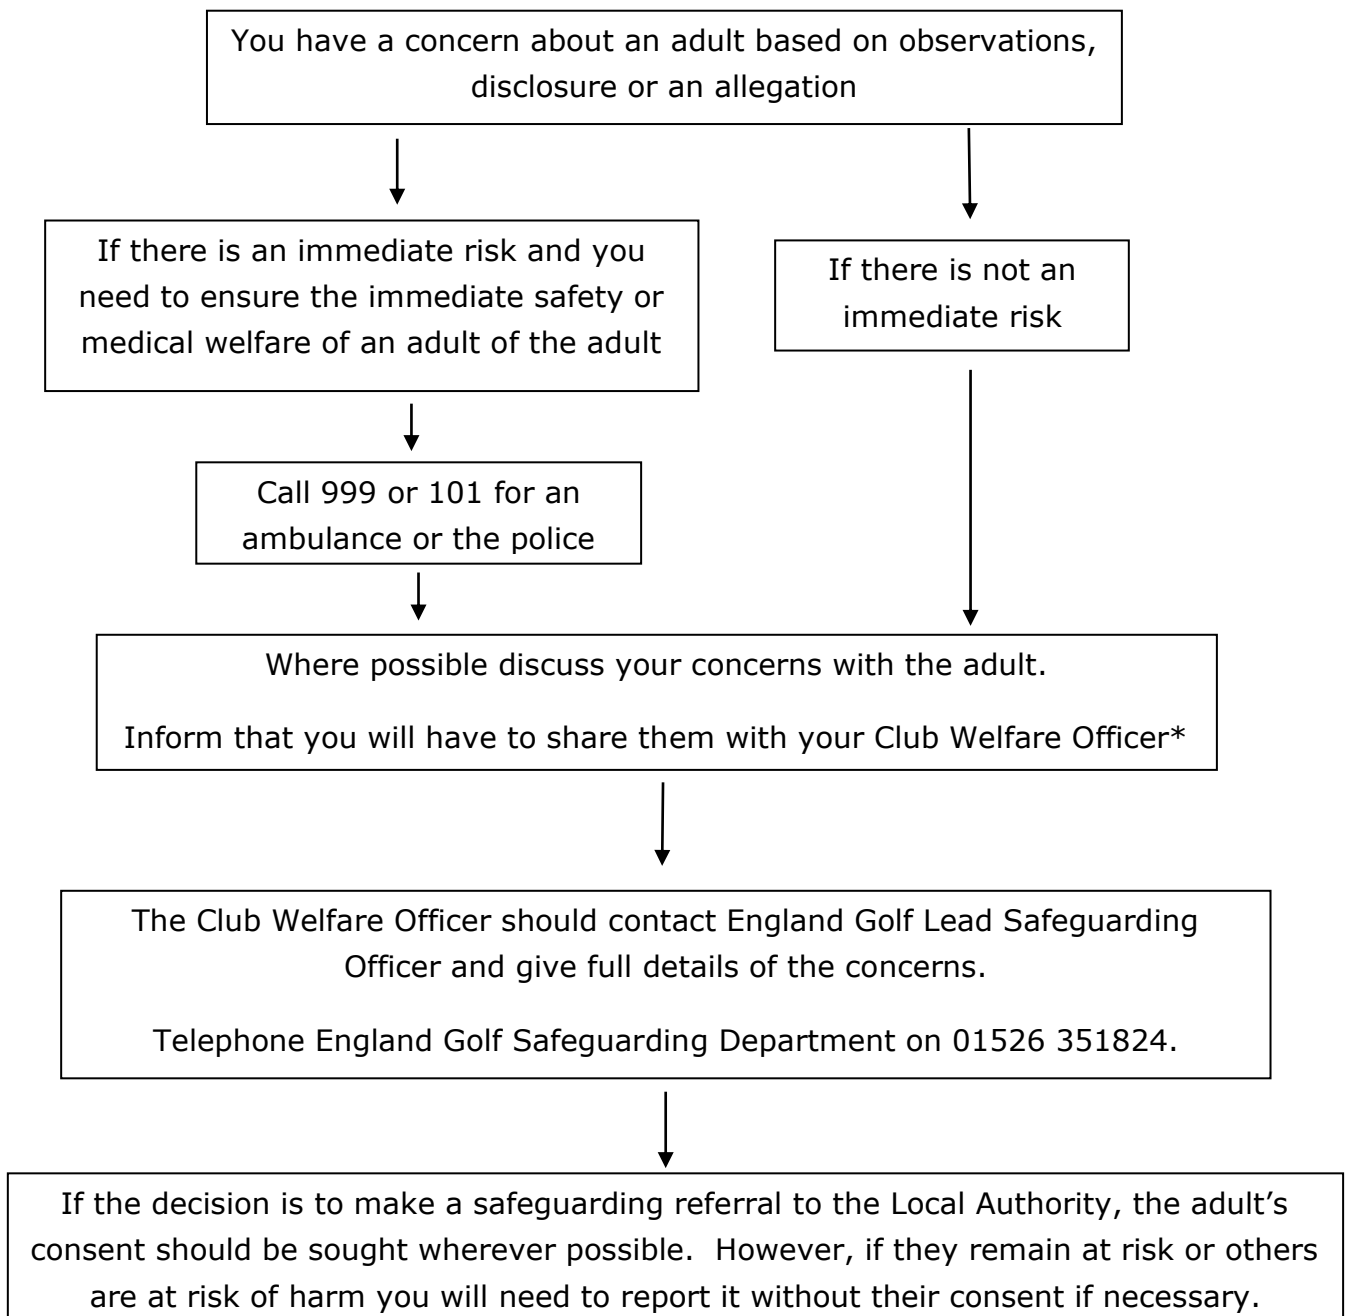 You have a concern about an adult based on observations,
disclosure or an allegation
If there is an immediate risk and you
need to ensure the immediate safety or
medical welfare of an adult of the adult
If there is not an
immediate risk
Call 999 or 101 for an
ambulance or the police
Where possible discuss your concerns with the adult.
Inform that you will have to share them with your Club Welfare Officer*
The Club Welfare Officer should contact England Golf Lead Safeguarding
Officer and give full details of the concerns.
Telephone England Golf Safeguarding Department on 01526 351824.
If the decision is to make a safeguarding referral to the Local Authority, the adult’s
consent should be sought wherever possible.  However, if they remain at risk or others
are at risk of harm you will need to report it without their consent if necessary.